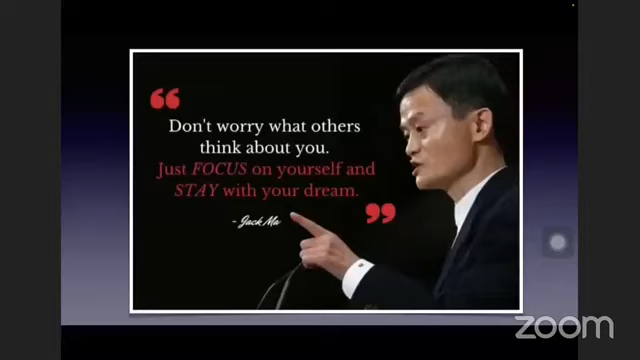 Don't worry what others
think about you.
Just FOCUS on yourself and
STAY with your dream.
- Jack Ma
zoom